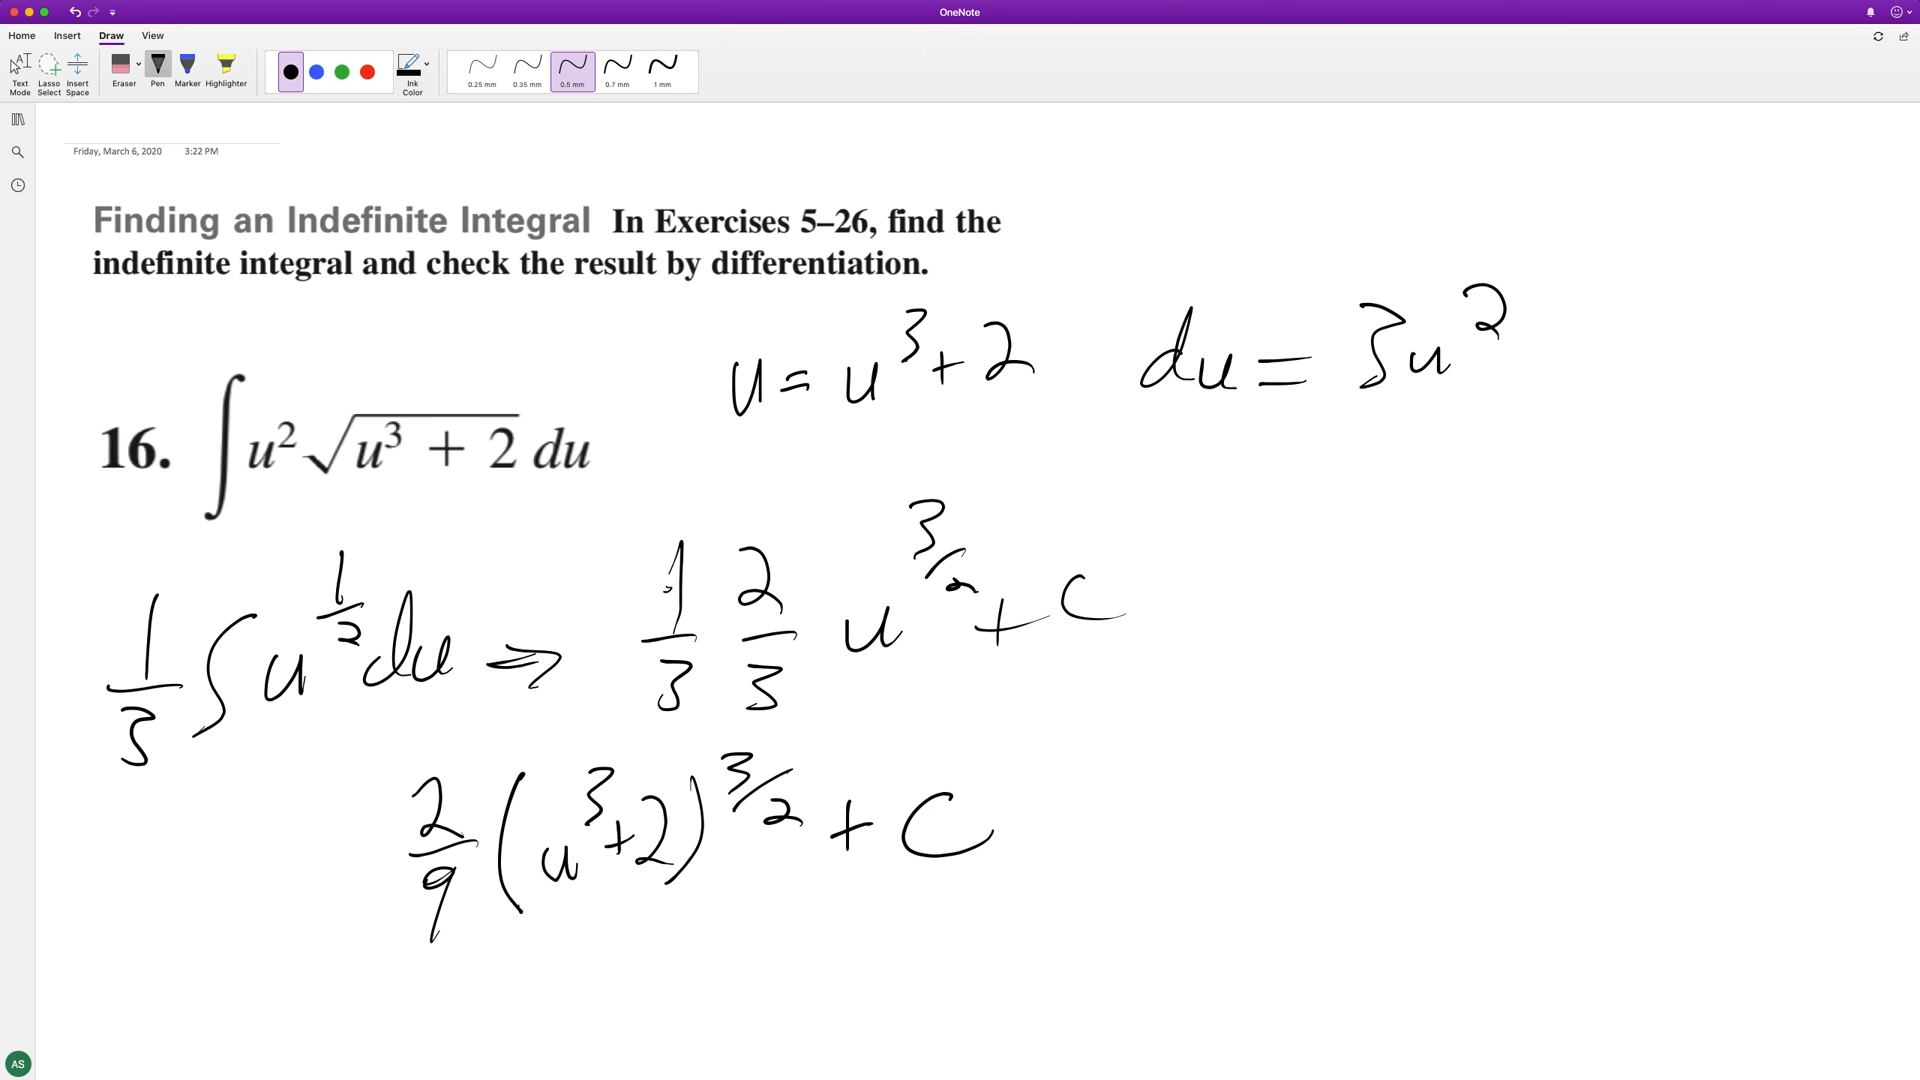 OneNote
Home Insert Draw View
Text Mode Lasso Select Insert Space Eraser Pen Marker Highlighter Ink Color 0.25 mm 0.35 mm 0.5 mm 0.7 mm 1 mm
Friday, March 6, 2020 3:22 PM
Finding an Indefinite Integral In Exercises 5–26, find the
indefinite integral and check the result by differentiation.
u = u³ + 2 du = 3u²
16. ∫ u² √(u³ + 2) du
1/3 ∫ u^(1/2) du ⇒ 1/3 2/3 u^(3/2) + C
2/9 (u³ + 2)^(3/2) + C
AS